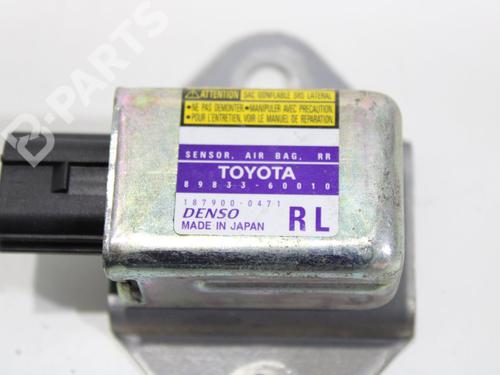 B-PARTS
ATTENTION SAC GONFLABLE SRS LATERAL
•NE PAS DEMONTER •MANIPULER AVEC PRECAUTION
•POUR L'ENTRETIEN, VOIR LE MANUEL DE REPARATION
SENSOR, AIR BAG, RR
TOYOTA
89833-60010
187900-0471
DENSO
MADE IN JAPAN
RL